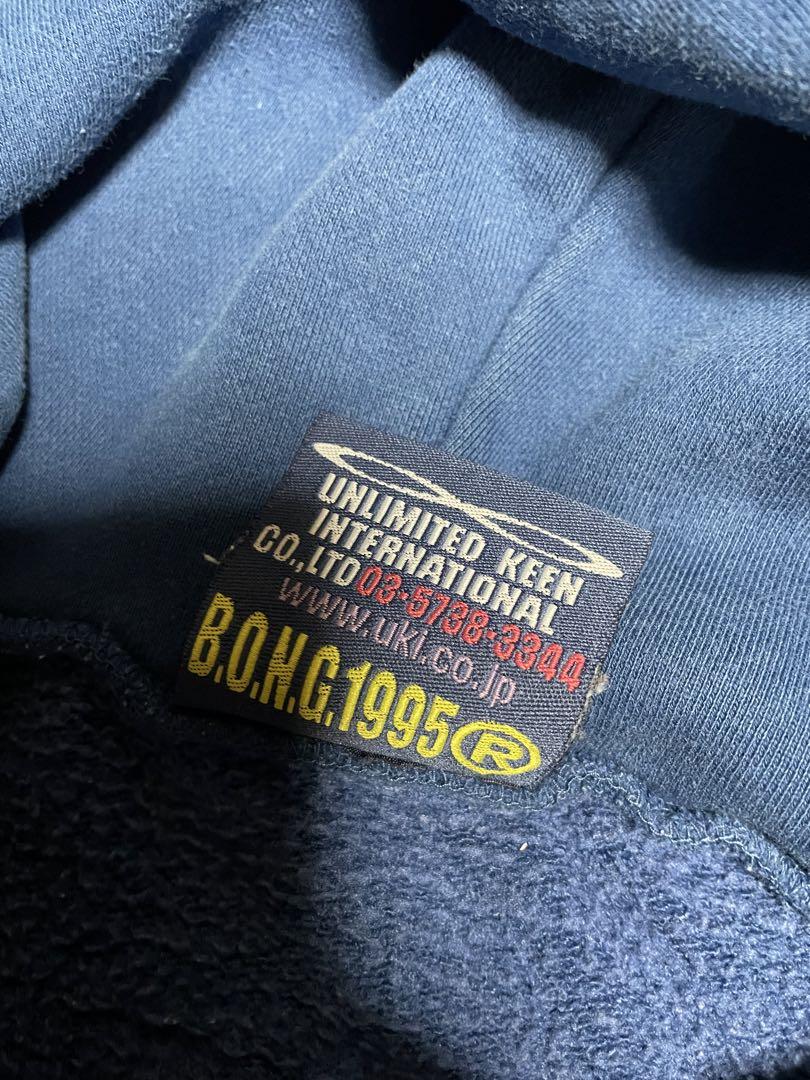 UNLIMITED KEEN
INTERNATIONAL
CO.,LTD 03-5738-3344
www.uki.co.jp
B.O.N.G.1995®